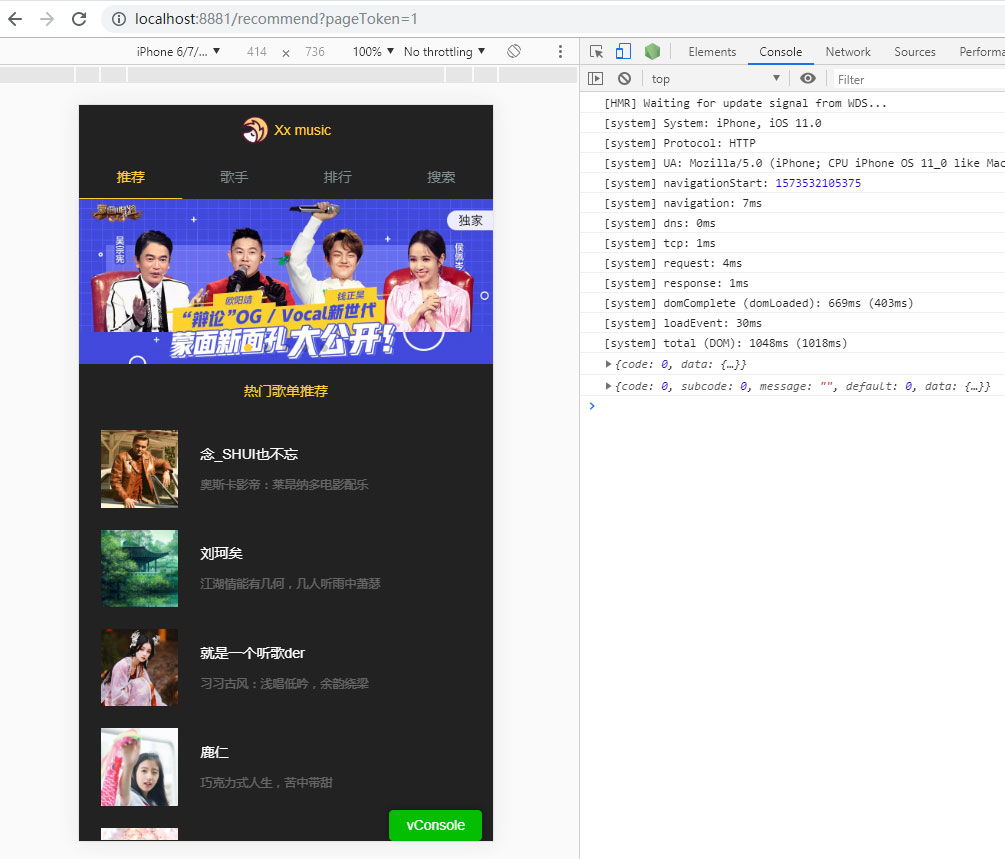 localhost:8881/recommend?pageToken=1
iPhone 6/7/... ▼ 414 × 736 100% ▼ No throttling ▼
Elements Console Network Sources Performa
top ▼ Filter
Xx music
推荐 歌手 排行 搜索
独家
吴宗宪
侯佩岑
欧阳靖
钱正昊
“辩论”OG / Vocal新世代
蒙面新面孔大公开!
热门歌单推荐
念_SHUI也不忘
奥斯卡影帝:莱昂纳多电影配乐
刘珂矣
江湖情能有几何,几人听雨中萧瑟
就是一个听歌der
习习古风:浅唱低吟,余韵绕梁
鹿仁
巧克力式人生,苦中带甜
vConsole
[HMR] Waiting for update signal from WDS...
[system] System: iPhone, iOS 11.0
[system] Protocol: HTTP
[system] UA: Mozilla/5.0 (iPhone; CPU iPhone OS 11_0 like Mac
[system] navigationStart: 1573532105375
[system] navigation: 7ms
[system] dns: 0ms
[system] tcp: 1ms
[system] request: 4ms
[system] response: 1ms
[system] domComplete (domLoaded): 669ms (403ms)
[system] loadEvent: 30ms
[system] total (DOM): 1048ms (1018ms)
▶{code: 0, data: {…}}
▶{code: 0, subcode: 0, message: "", default: 0, data: {…}}